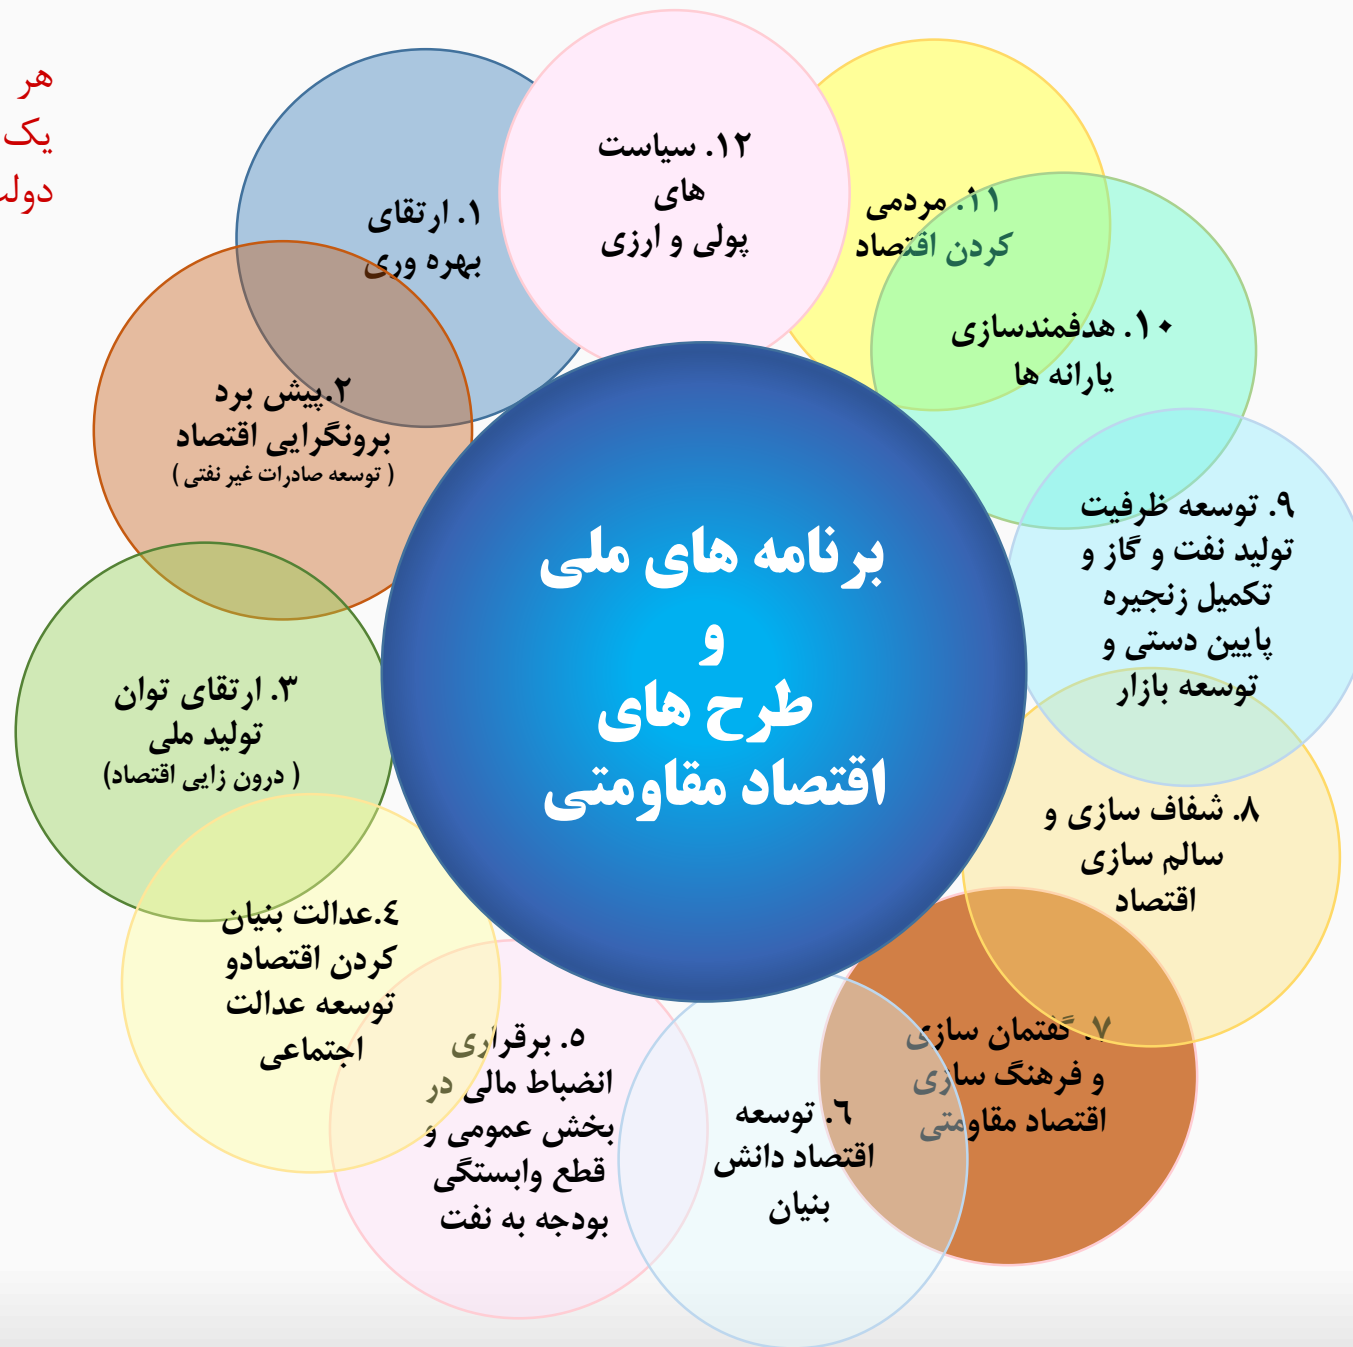 هر
یک
برنامه های ملی
و
طرح های
اقتصاد مقاومتی
۱. ارتقای
بهره وری
۲.پیش برد
برونگرایی اقتصاد
( توسعه صادرات غیر نفتی )
۳. ارتقای توان
تولید ملی
( درون زایی اقتصاد)
٤.عدالت بنیان
کردن اقتصادو
توسعه عدالت
اجتماعی
٥. برقراری
انضباط مالی در
بخش عمومی و
قطع وابستگی
بودجه به نفت
٦. توسعه
اقتصاد دانش
بنیان
۷. گفتمان سازی
و فرهنگ سازی
اقتصاد مقاومتی
۸. شفاف سازی و
سالم سازی
اقتصاد
۹. توسعه ظرفیت
تولید نفت و گاز و
تکمیل زنجیره
پایین دستی و
توسعه بازار
۱۰. هدفمندسازی
یارانه ها
۱۱. مردمی
کردن اقتصاد
۱۲. سیاست
های
پولی و ارزی